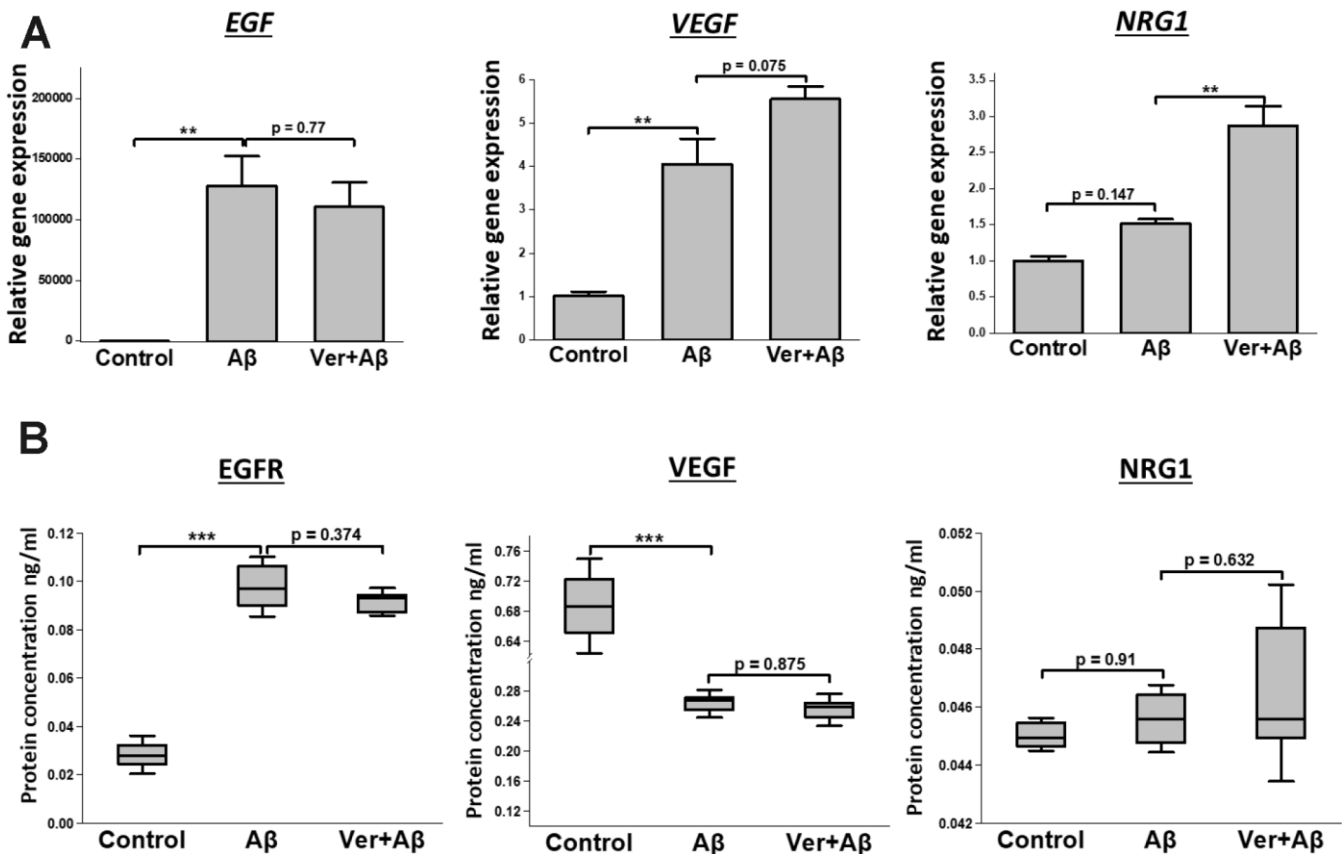 A
EGF
VEGF
NRG1
Relative gene expression
200000
150000
100000
50000
0
**
p = 0.77
Control
Aβ
Ver+Aβ
Relative gene expression
6
5
4
3
2
1
0
**
p = 0.075
Control
Aβ
Ver+Aβ
Relative gene expression
3.5
3.0
2.5
2.0
1.5
1.0
0.5
0.0
p = 0.147
**
Control
Aβ
Ver+Aβ
B
EGFR
VEGF
NRG1
Protein concentration ng/ml
0.12
0.10
0.08
0.06
0.04
0.02
0.00
***
p = 0.374
Control
Aβ
Ver+Aβ
Protein concentration ng/ml
0.76
0.72
0.68
0.64
0.28
0.24
0.20
0.16
0.12
***
p = 0.875
Control
Aβ
Ver+Aβ
Protein concentration ng/ml
0.052
0.050
0.048
0.046
0.044
0.042
p = 0.91
p = 0.632
Control
Aβ
Ver+Aβ